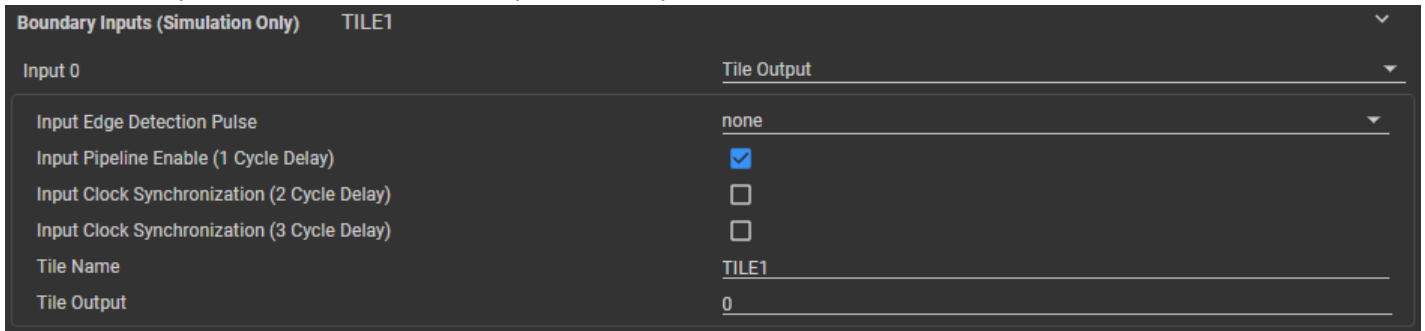 Boundary Inputs (Simulation Only) TILE1
Input 0 Tile Output
Input Edge Detection Pulse none
Input Pipeline Enable (1 Cycle Delay)
Input Clock Synchronization (2 Cycle Delay)
Input Clock Synchronization (3 Cycle Delay)
Tile Name TILE1
Tile Output 0